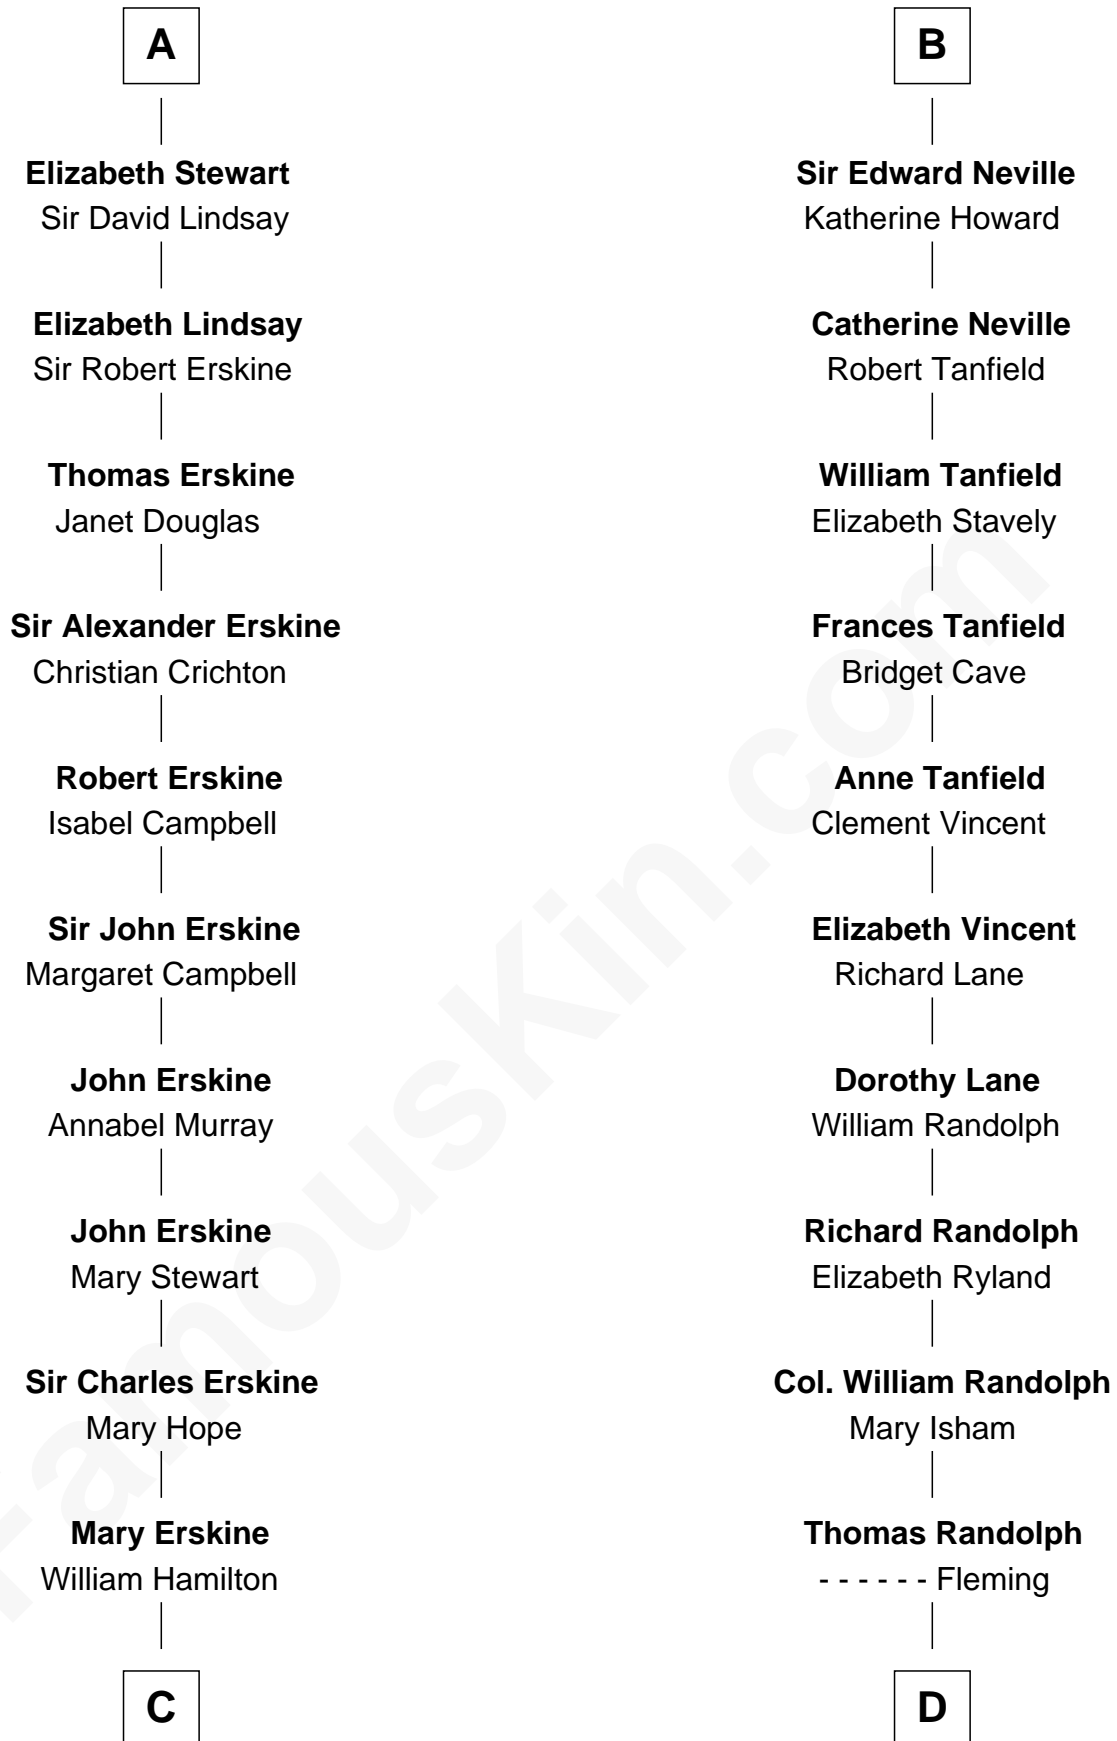 A
Elizabeth Stewart
Sir David Lindsay
Elizabeth Lindsay
Sir Robert Erskine
Thomas Erskine
Janet Douglas
Sir Alexander Erskine
Christian Crichton
Robert Erskine
Isabel Campbell
Sir John Erskine
Margaret Campbell
John Erskine
Annabel Murray
John Erskine
Mary Stewart
Sir Charles Erskine
Mary Hope
Mary Erskine
William Hamilton
C
B
Sir Edward Neville
Katherine Howard
Catherine Neville
Robert Tanfield
William Tanfield
Elizabeth Stavely
Frances Tanfield
Bridget Cave
Anne Tanfield
Clement Vincent
Elizabeth Vincent
Richard Lane
Dorothy Lane
William Randolph
Richard Randolph
Elizabeth Ryland
Col. William Randolph
Mary Isham
Thomas Randolph
- - - - - - Fleming
D
FamousKin.com